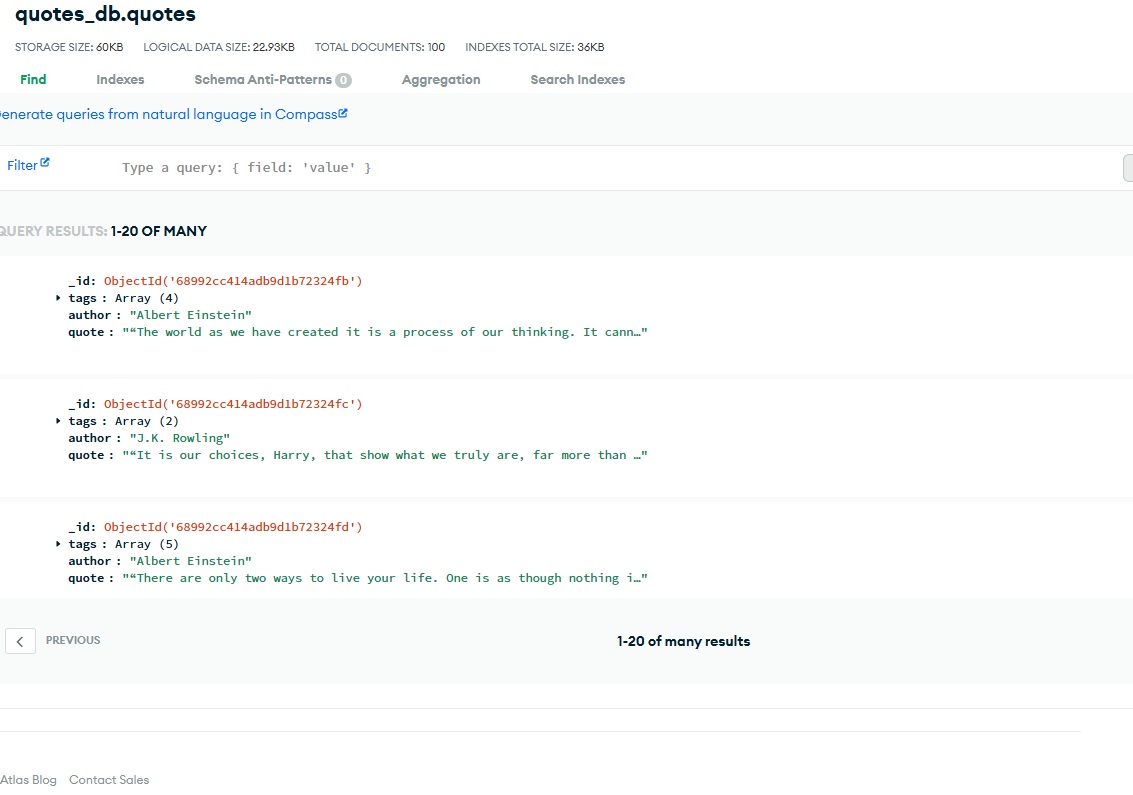 quotes_db.quotes
STORAGE SIZE: 60KB LOGICAL DATA SIZE: 22.93KB TOTAL DOCUMENTS: 100 INDEXES TOTAL SIZE: 36KB
Find Indexes Schema Anti-Patterns 0 Aggregation Search Indexes
enerate queries from natural language in Compass
Filter Type a query: { field: 'value' }
QUERY RESULTS: 1-20 OF MANY
_id: ObjectId('68992cc414adb9d1b72324fb')
tags : Array (4)
author : "Albert Einstein"
quote : "“The world as we have created it is a process of our thinking. It cann…"
_id: ObjectId('68992cc414adb9d1b72324fc')
tags : Array (2)
author : "J.K. Rowling"
quote : "“It is our choices, Harry, that show what we truly are, far more than …"
_id: ObjectId('68992cc414adb9d1b72324fd')
tags : Array (5)
author : "Albert Einstein"
quote : "“There are only two ways to live your life. One is as though nothing i…"
PREVIOUS 1-20 of many results
Atlas Blog Contact Sales